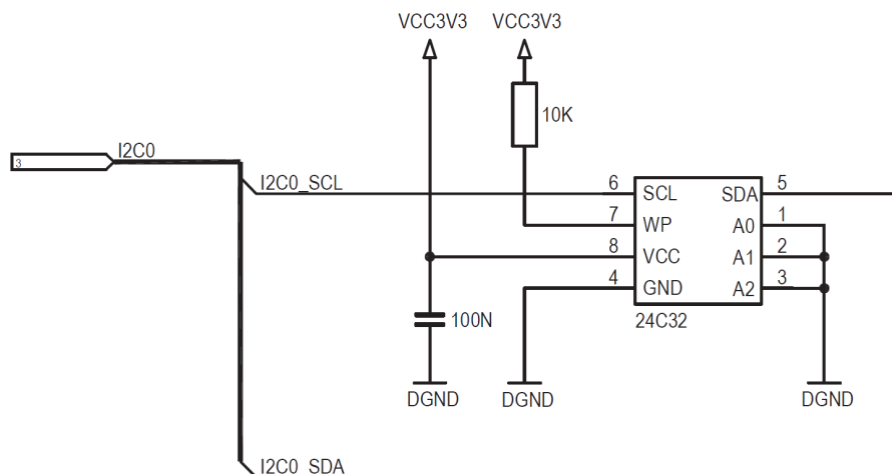 VCC3V3 VCC3V3
10K
3 I2C0
I2C0_SCL 6 SCL SDA 5
7 WP A0 1
8 VCC A1 2
4 GND A2 3
100N 24C32
DGND DGND DGND
I2C0_SDA